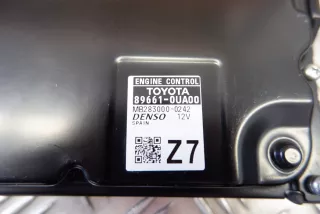 ENGINE CONTROL
TOYOTA
89661-0UA00
MB283000-0242
DENSO 12V
SPAIN
Z7